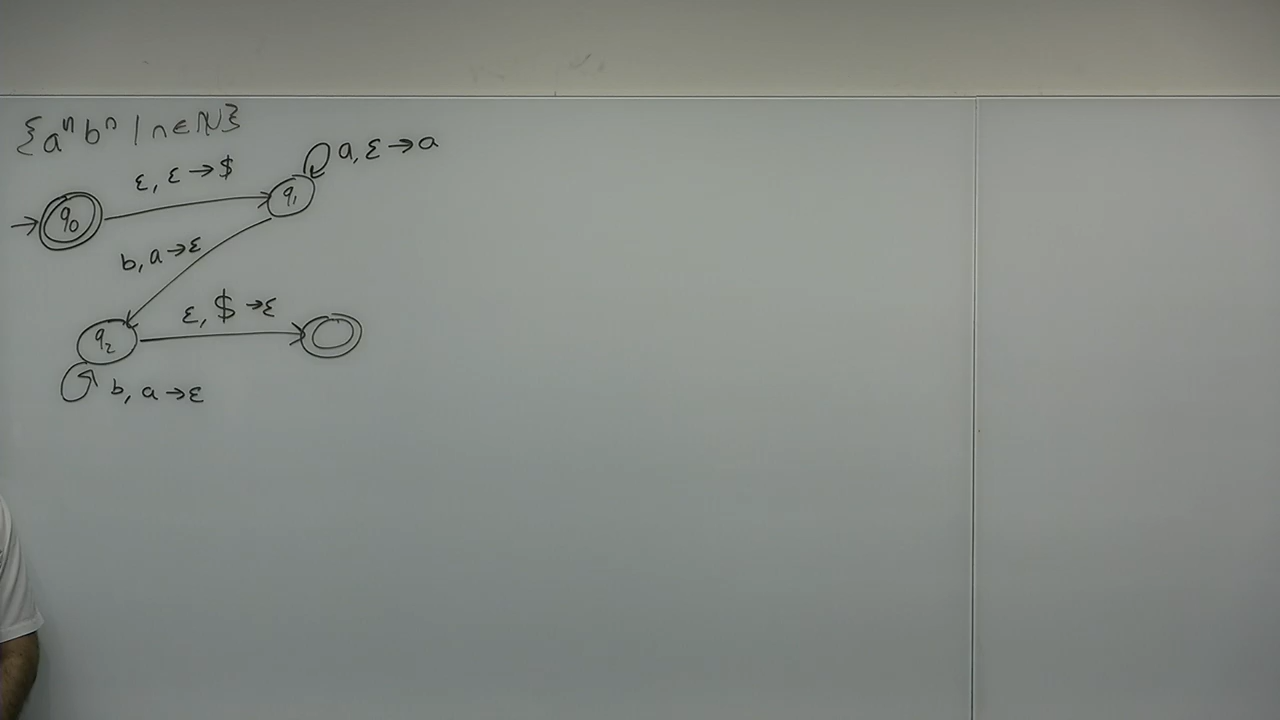 {aⁿbⁿ | n∈ℕ}
a, ε→a
ε, ε→$
q₀
q₁
b, a→ε
ε, $→ε
q₂
b, a→ε